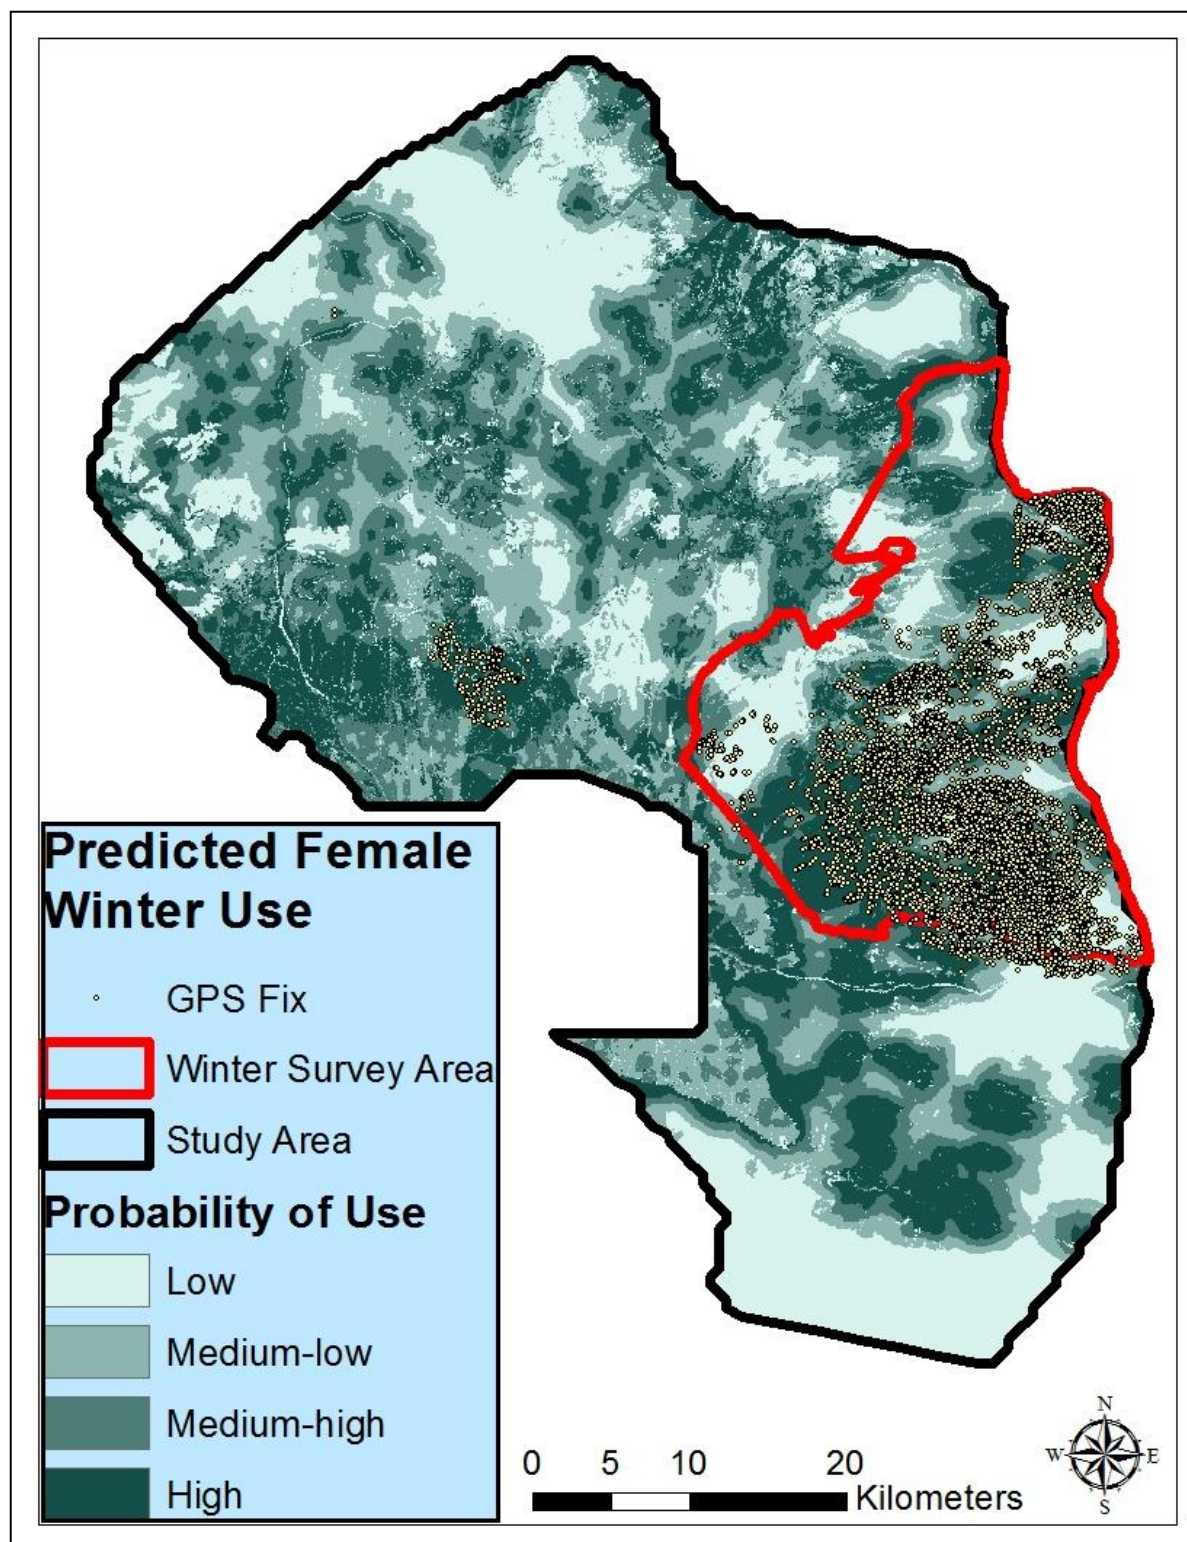 Predicted Female
Winter Use
GPS Fix
Winter Survey Area
Study Area
Probability of Use
Low
Medium-low
Medium-high
High
0 5 10 20
Kilometers
N
W E
S